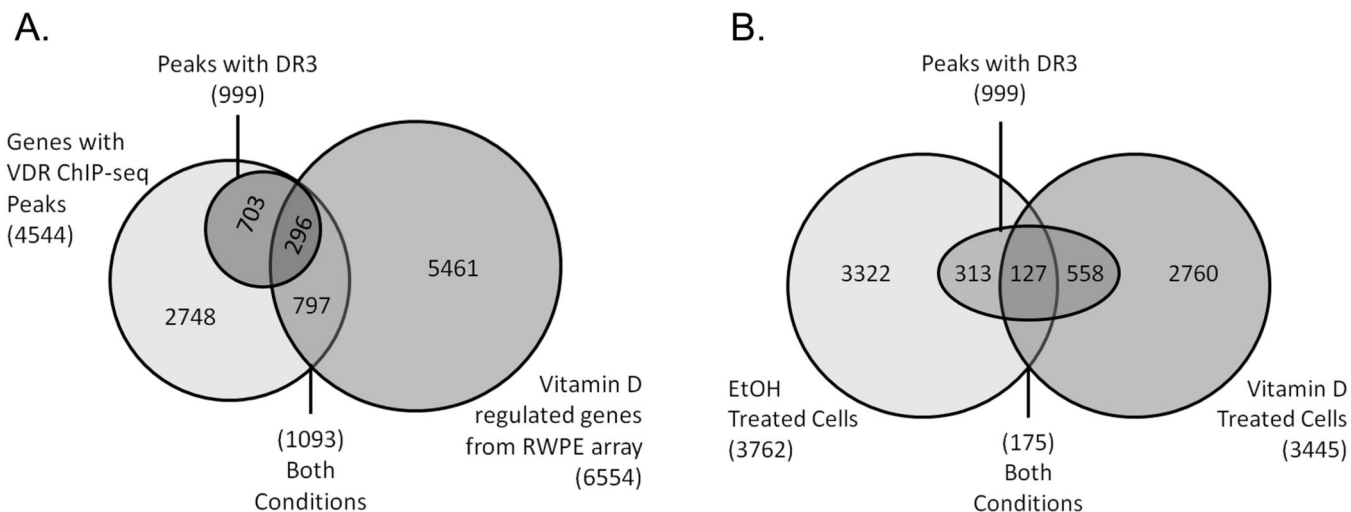 A.
Peaks with DR3
(999)
Genes with
VDR ChIP-seq
Peaks
(4544)
703
296
5461
2748
797
Vitamin D
regulated genes
from RWPE array
(6554)
(1093)
Both
Conditions
B.
Peaks with DR3
(999)
3322
313
127
558
2760
EtOH
Treated Cells
(3762)
Vitamin D
Treated Cells
(3445)
(175)
Both
Conditions